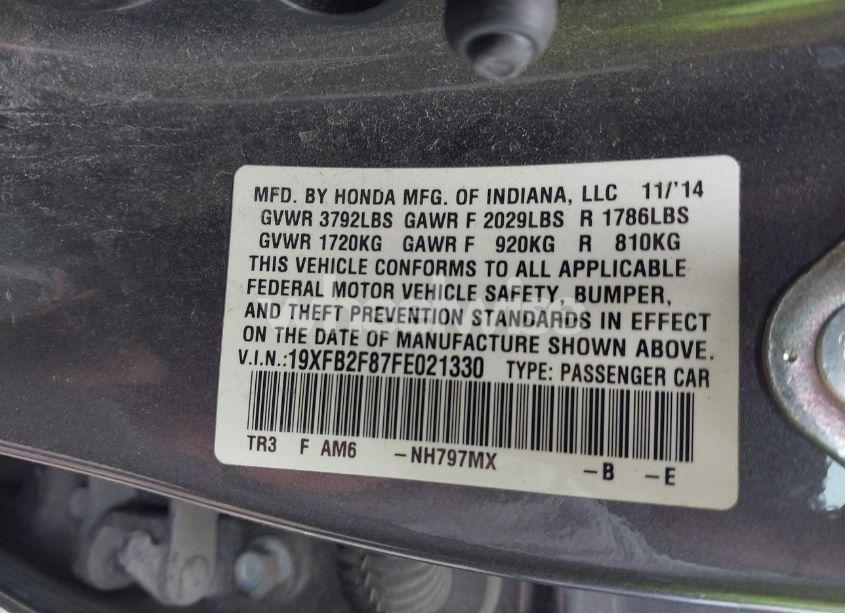 MFD. BY HONDA MFG. OF INDIANA, LLC 11/'14
GVWR 3792LBS GAWR F 2029LBS R 1786LBS
GVWR 1720KG GAWR F 920KG R 810KG
THIS VEHICLE CONFORMS TO ALL APPLICABLE
FEDERAL MOTOR VEHICLE SAFETY, BUMPER,
AND THEFT PREVENTION STANDARDS IN EFFECT
ON THE DATE OF MANUFACTURE SHOWN ABOVE.
V.I.N.:19XFB2F87FE021330 TYPE: PASSENGER CAR
TR3 F AM6 -NH797MX -B -E